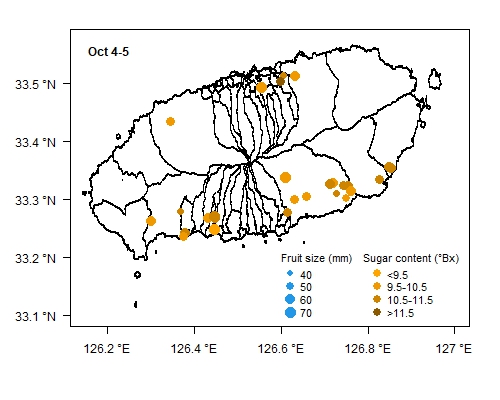 Oct 4-5
33.5 °N
33.4 °N
33.3 °N
33.2 °N
33.1 °N
Fruit size (mm) Sugar content (°Bx)
40 <9.5
50 9.5-10.5
60 10.5-11.5
70 >11.5
126.2 °E 126.4 °E 126.6 °E 126.8 °E 127 °E